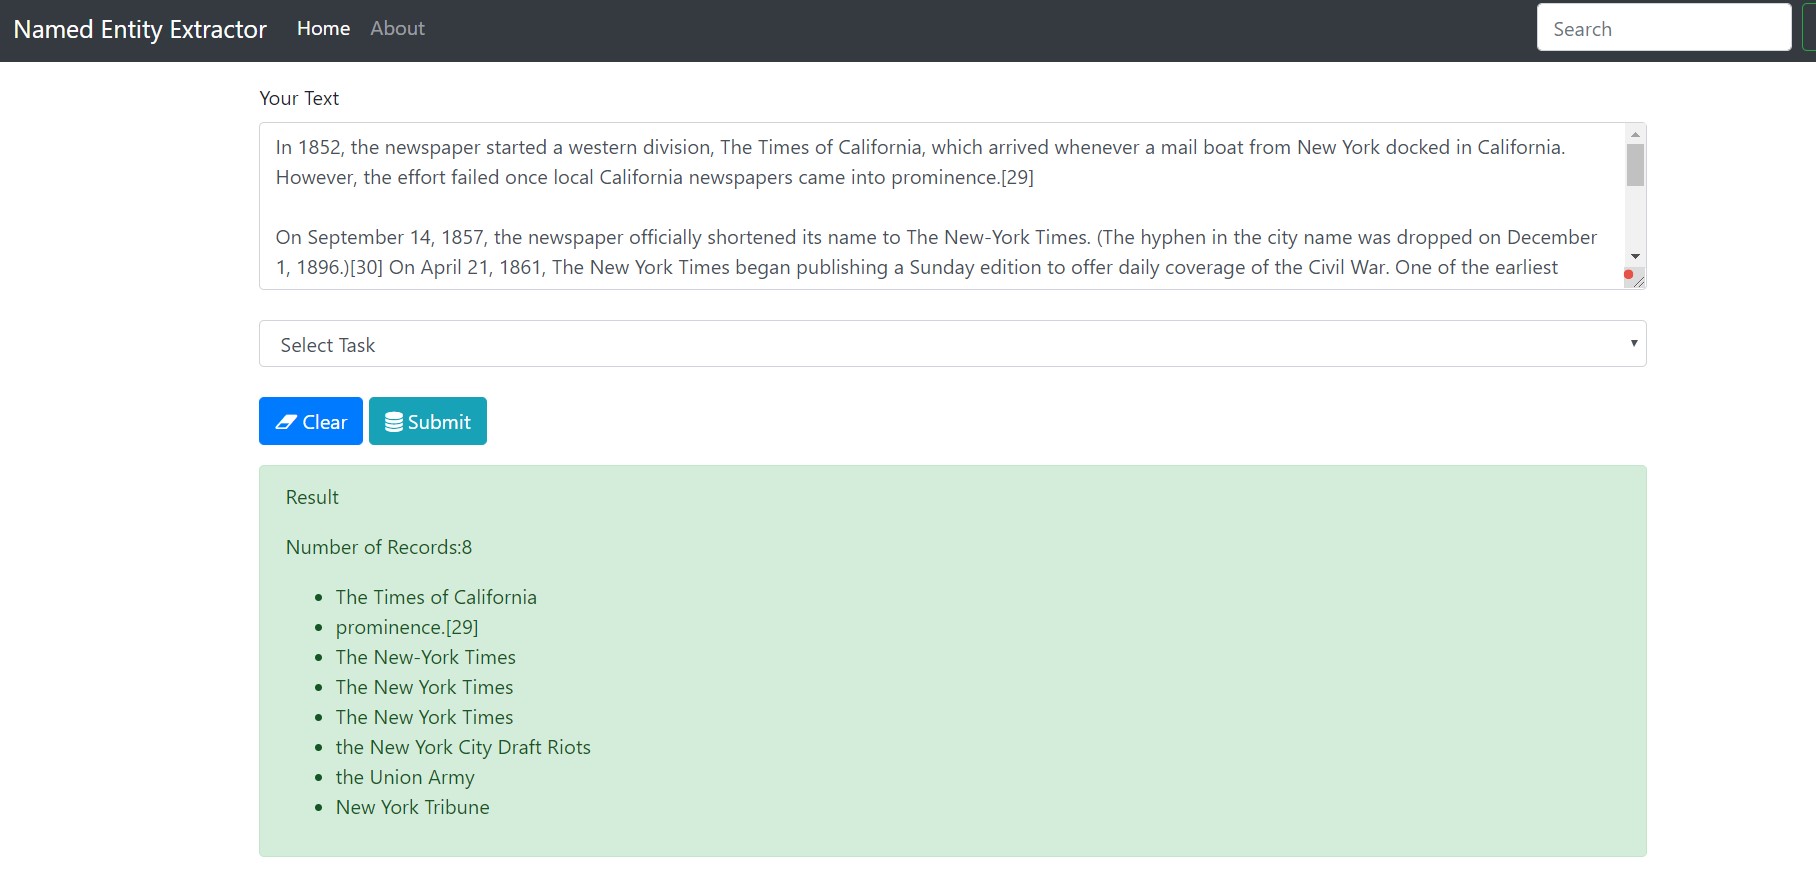 Named Entity Extractor Home About Search
Your Text
In 1852, the newspaper started a western division, The Times of California, which arrived whenever a mail boat from New York docked in California.
However, the effort failed once local California newspapers came into prominence.[29]
On September 14, 1857, the newspaper officially shortened its name to The New-York Times. (The hyphen in the city name was dropped on December
1, 1896.)[30] On April 21, 1861, The New York Times began publishing a Sunday edition to offer daily coverage of the Civil War. One of the earliest
Select Task
Clear Submit
Result
Number of Records:8
The Times of California
prominence.[29]
The New-York Times
The New York Times
The New York Times
the New York City Draft Riots
the Union Army
New York Tribune